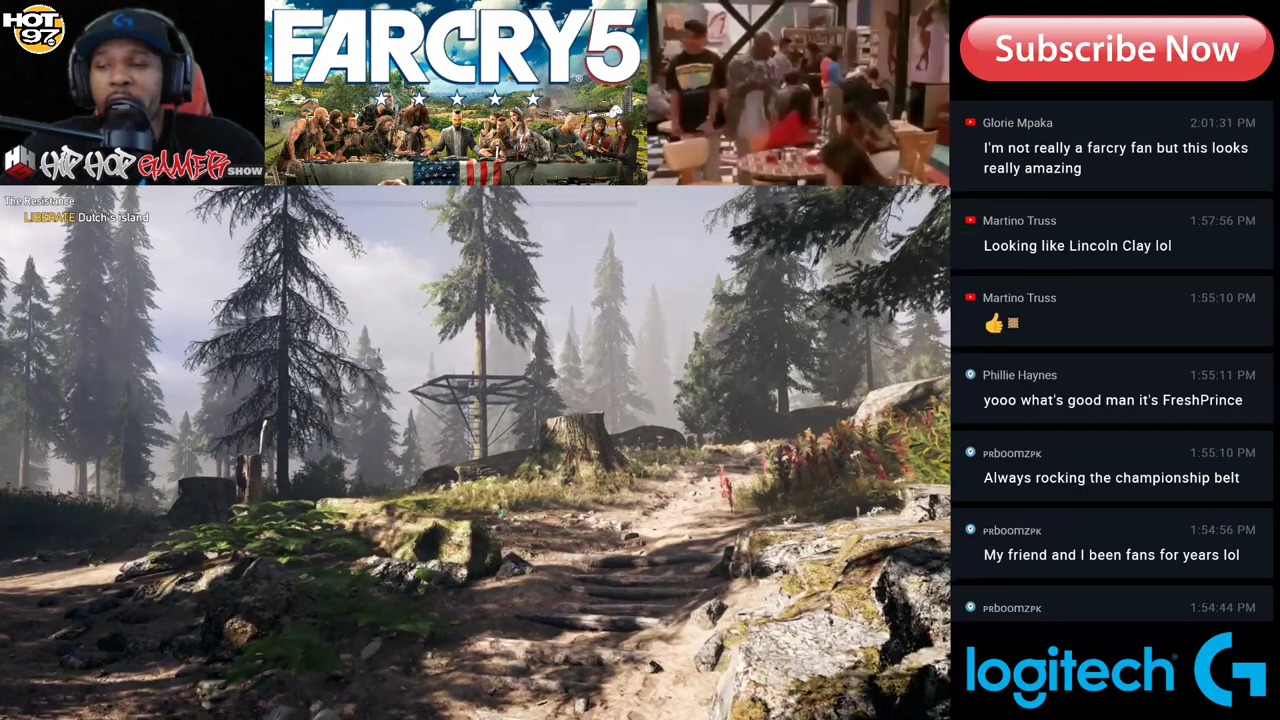 HOT
97
HIP HOP GAMER SHOW
FARCRY5
The Resistance
LIBERATE Dutch's island
S
Subscribe Now
Glorie Mpaka 2:01:31 PM
I'm not really a farcry fan but this looks
really amazing
Martino Truss 1:57:56 PM
Looking like Lincoln Clay lol
Martino Truss 1:55:10 PM
👍
Phillie Haynes 1:55:11 PM
yooo what's good man it's FreshPrince
PRBOOMZPK 1:55:10 PM
Always rocking the championship belt
PRBOOMZPK 1:54:56 PM
My friend and I been fans for years lol
PRBOOMZPK 1:54:44 PM
logitech G